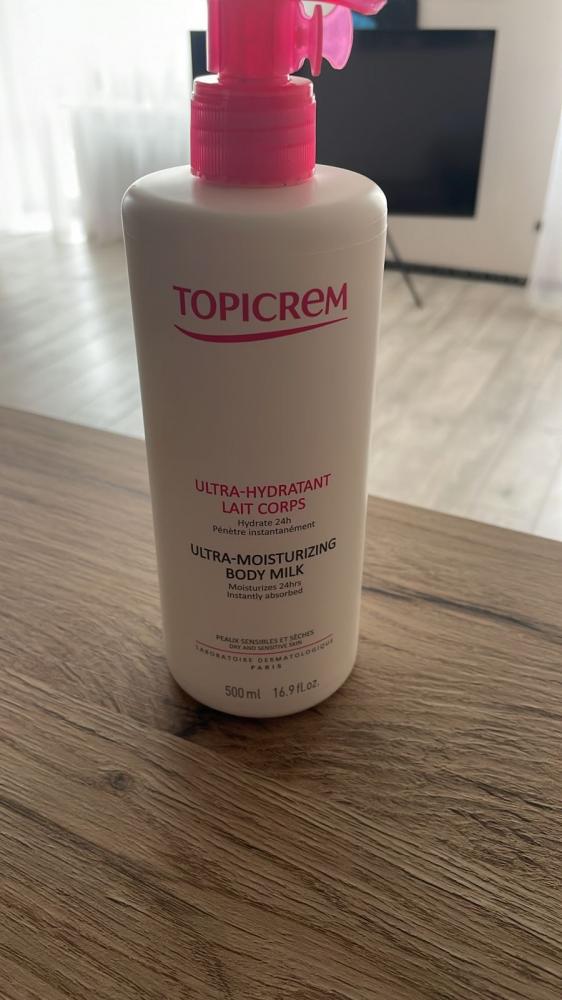 TOPICREM
ULTRA-HYDRATANT
LAIT CORPS
Hydrate 24h
Pénètre instantanément
ULTRA-MOISTURIZING
BODY MILK
Moisturizes 24hrs
Instantly absorbed
PEAUX SENSIBLES ET SÈCHES
DRY AND SENSITIVE SKIN
LABORATOIRE DERMATOLOGIQUE
PARIS
500 ml 16.9 fl.oz.